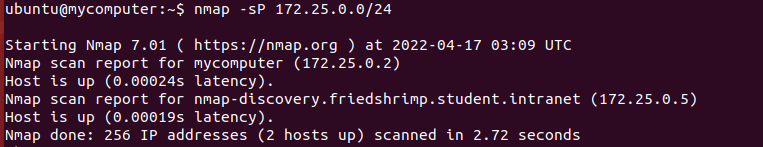 ubuntu@mycomputer:~$ nmap -sP 172.25.0.0/24
Starting Nmap 7.01 ( https://nmap.org ) at 2022-04-17 03:09 UTC
Nmap scan report for mycomputer (172.25.0.2)
Host is up (0.00024s latency).
Nmap scan report for nmap-discovery.friedshrimp.student.intranet (172.25.0.5)
Host is up (0.00019s latency).
Nmap done: 256 IP addresses (2 hosts up) scanned in 2.72 seconds